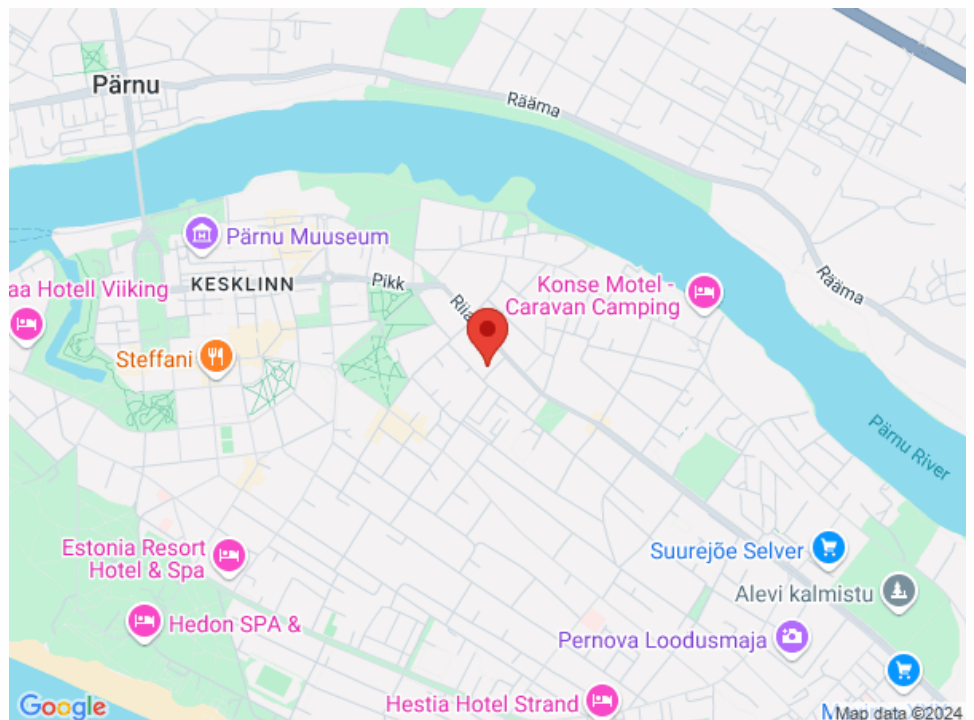 Pärnu
Rääma
Pärnu Muuseum
KESKLINN
Pikk
aa Hotell Viiking
Konse Motel -
Caravan Camping
Rääma
Steffani
Pärnu River
Estonia Resort
Hotel & Spa
Suurejõe Selver
Alevi kalmistu
Hedon SPA &
Pernova Loodusmaja
Hestia Hotel Strand
Google
Map data ©2024